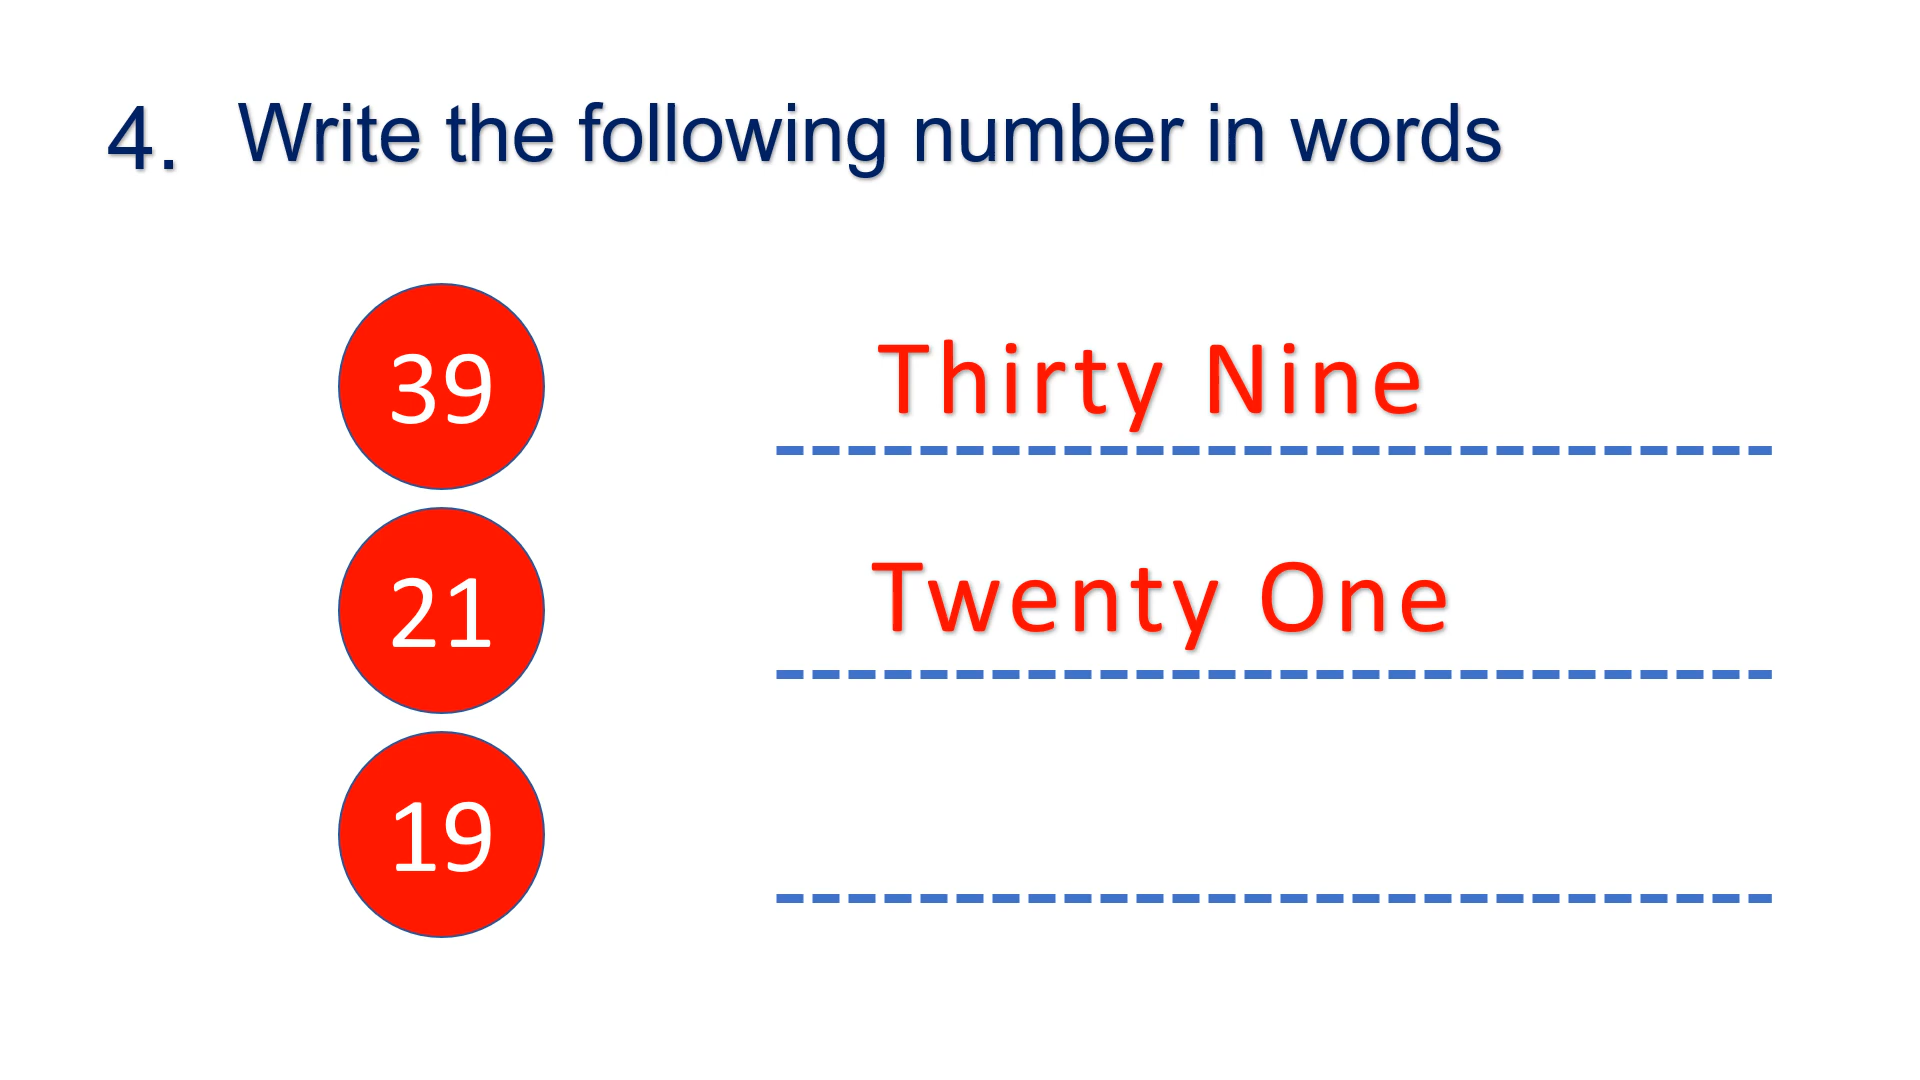 4. Write the following number in words
39 Thirty Nine
21 Twenty One
19